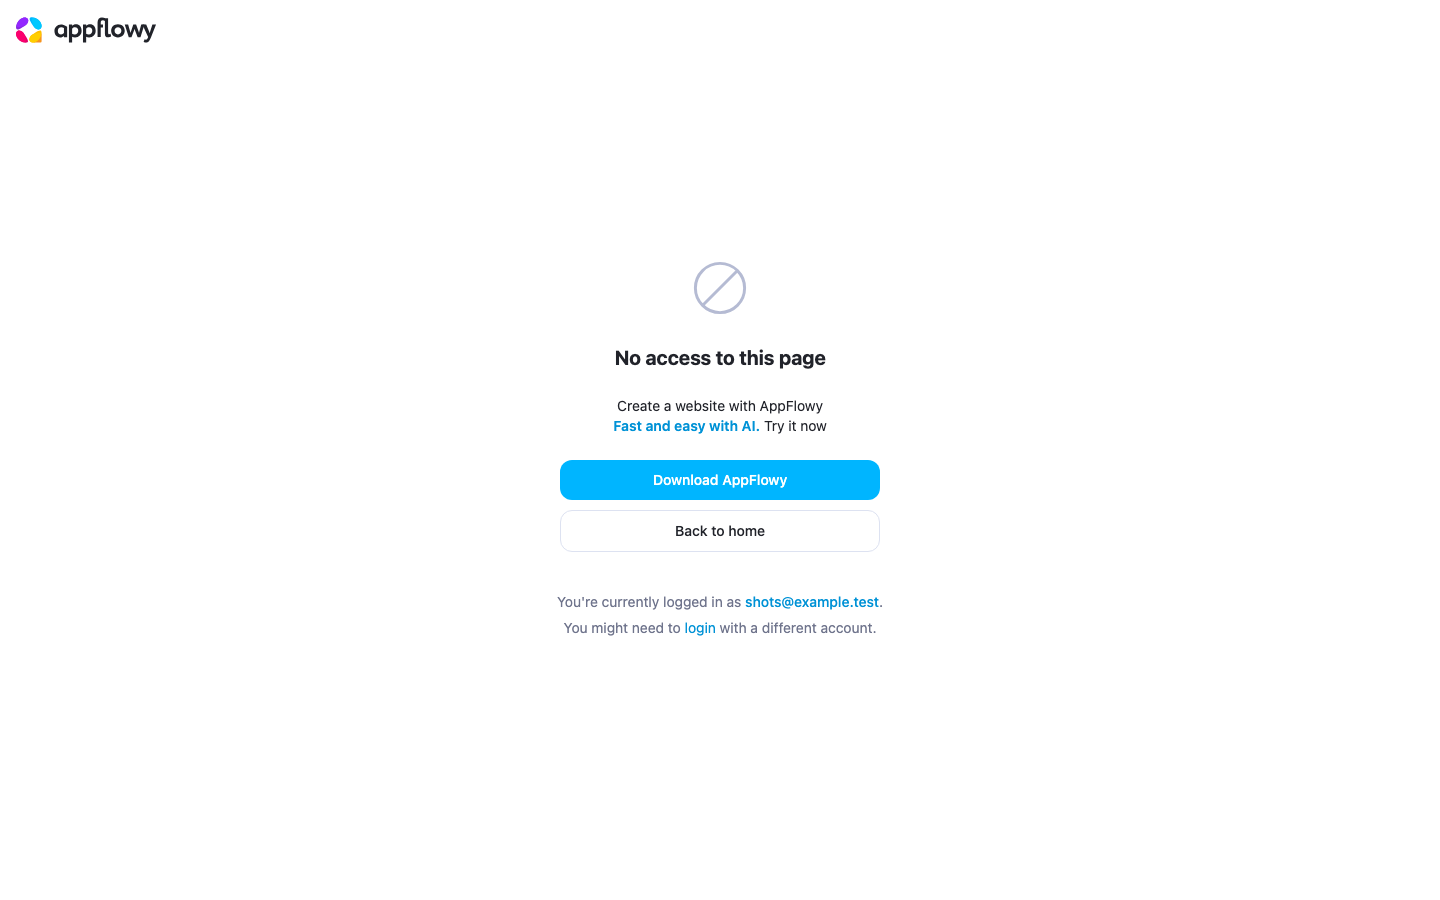 appflowy
No access to this page
Create a website with AppFlowy
Fast and easy with AI. Try it now
Download AppFlowy
Back to home
You're currently logged in as shots@example.test.
You might need to login with a different account.